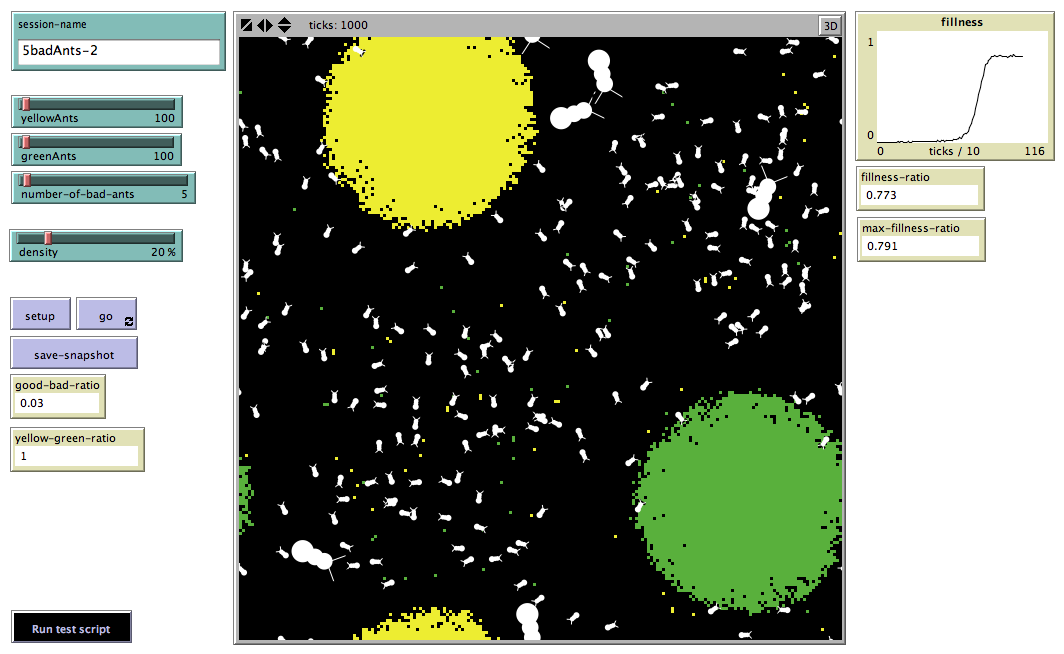 session-name
5badAnts-2
yellowAnts 100
greenAnts 100
number-of-bad-ants 5
density 20 %
setup go
save-snapshot
good-bad-ratio
0.03
yellow-green-ratio
1
Run test script
ticks: 1000 3D
fillness
1
0
0 ticks / 10 116
fillness-ratio
0.773
max-fillness-ratio
0.791